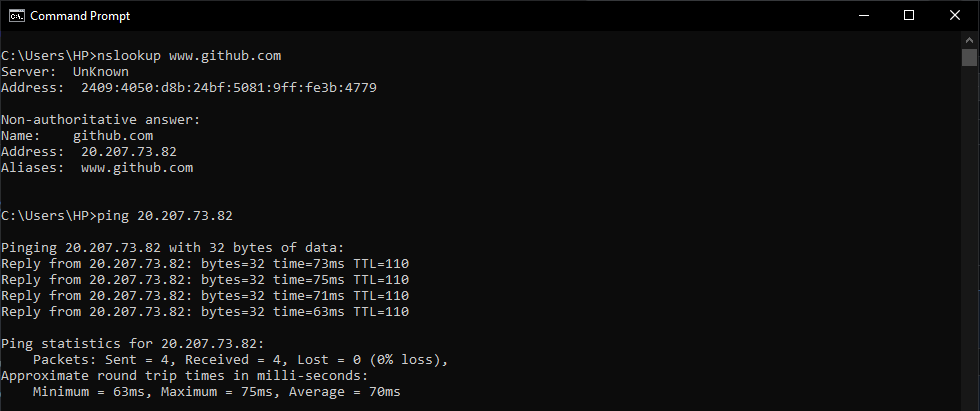 Command Prompt
C:\Users\HP>nslookup www.github.com
Server:  UnKnown
Address:  2409:4050:d8b:24bf:5081:9ff:fe3b:4779
Non-authoritative answer:
Name:    github.com
Address:  20.207.73.82
Aliases:  www.github.com
C:\Users\HP>ping 20.207.73.82
Pinging 20.207.73.82 with 32 bytes of data:
Reply from 20.207.73.82: bytes=32 time=73ms TTL=110
Reply from 20.207.73.82: bytes=32 time=75ms TTL=110
Reply from 20.207.73.82: bytes=32 time=71ms TTL=110
Reply from 20.207.73.82: bytes=32 time=63ms TTL=110
Ping statistics for 20.207.73.82:
    Packets: Sent = 4, Received = 4, Lost = 0 (0% loss),
Approximate round trip times in milli-seconds:
    Minimum = 63ms, Maximum = 75ms, Average = 70ms